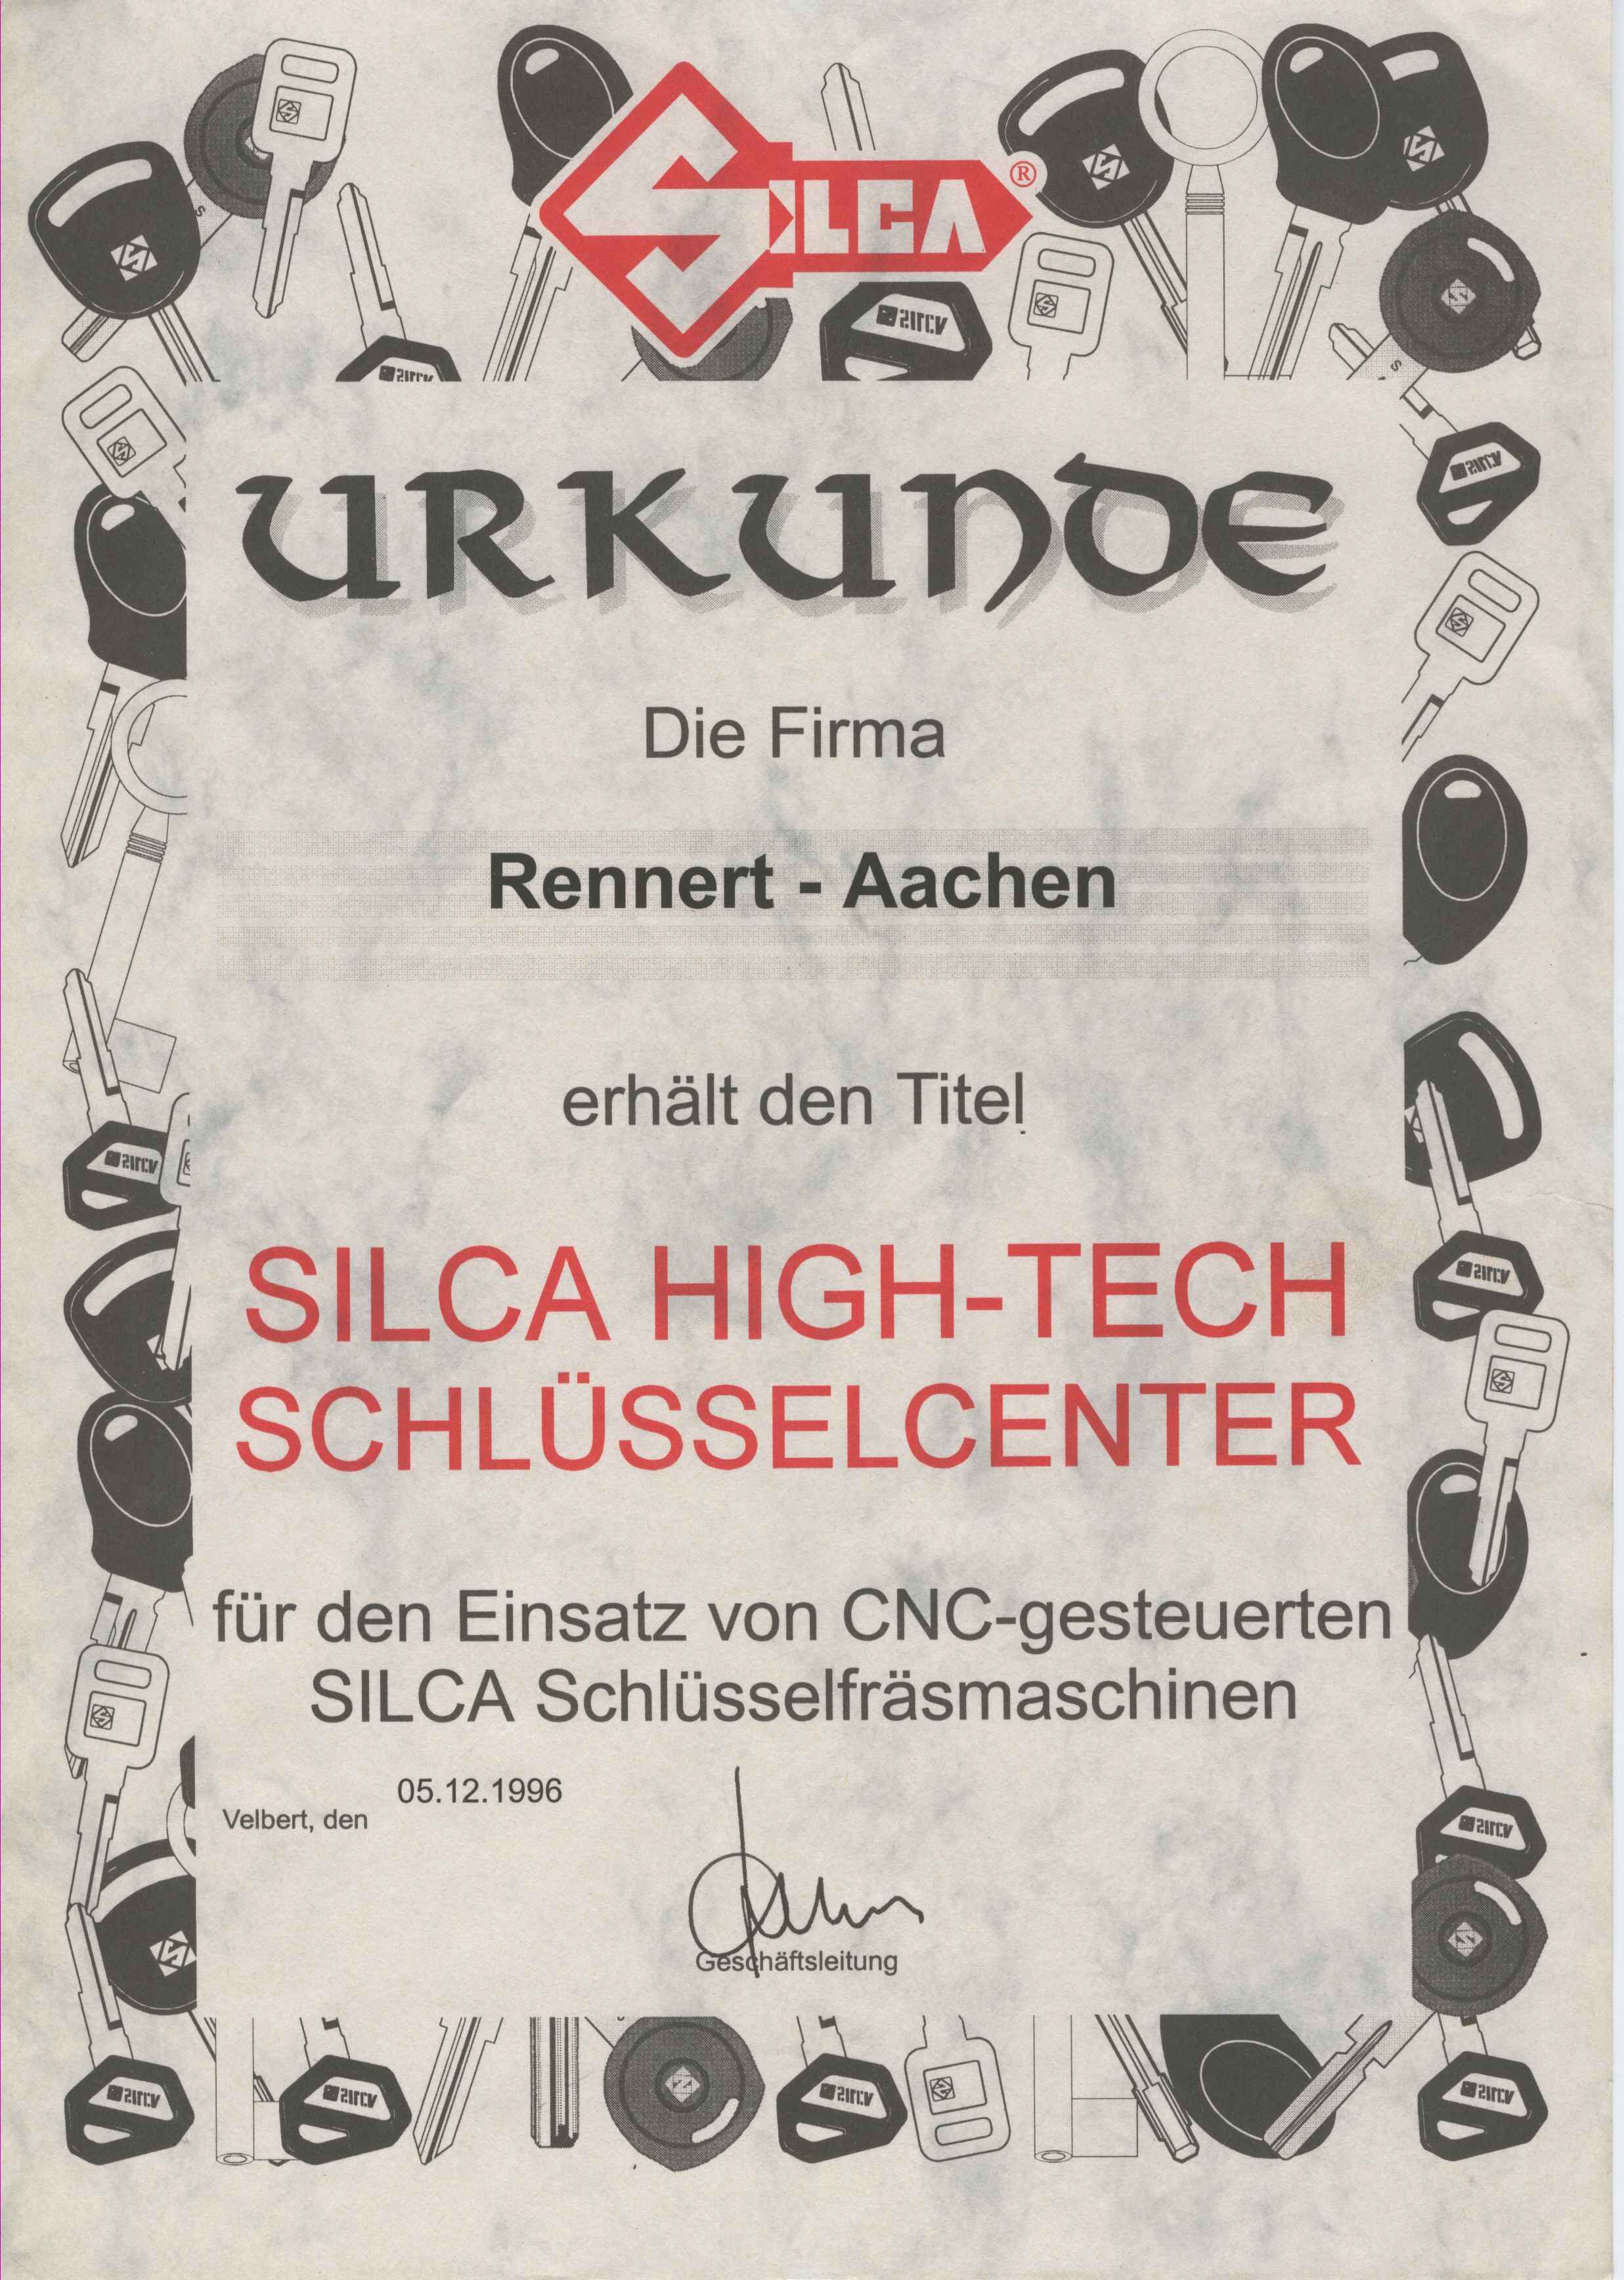 SILCA®
URKUNDE
Die Firma
Rennert - Aachen
erhält den Titel
SILCA HIGH-TECH
SCHLÜSSELCENTER
für den Einsatz von CNC-gesteuerten
SILCA Schlüsselfräsmaschinen
05.12.1996
Velbert, den
Geschäftsleitung